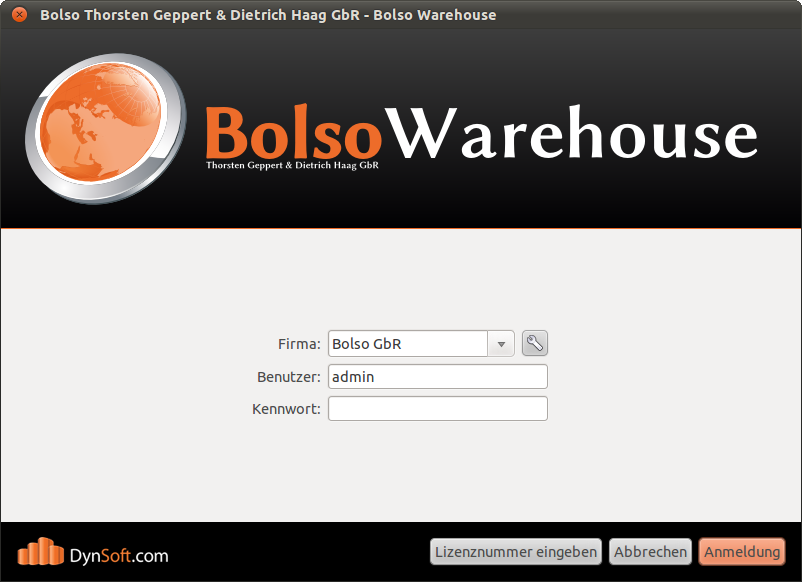 Bolso Thorsten Geppert & Dietrich Haag GbR - Bolso Warehouse
BolsoWarehouse
Thorsten Geppert & Dietrich Haag GbR
Firma: Bolso GbR
Benutzer: admin
Kennwort:
DynSoft.com Lizenznummer eingeben Abbrechen Anmeldung